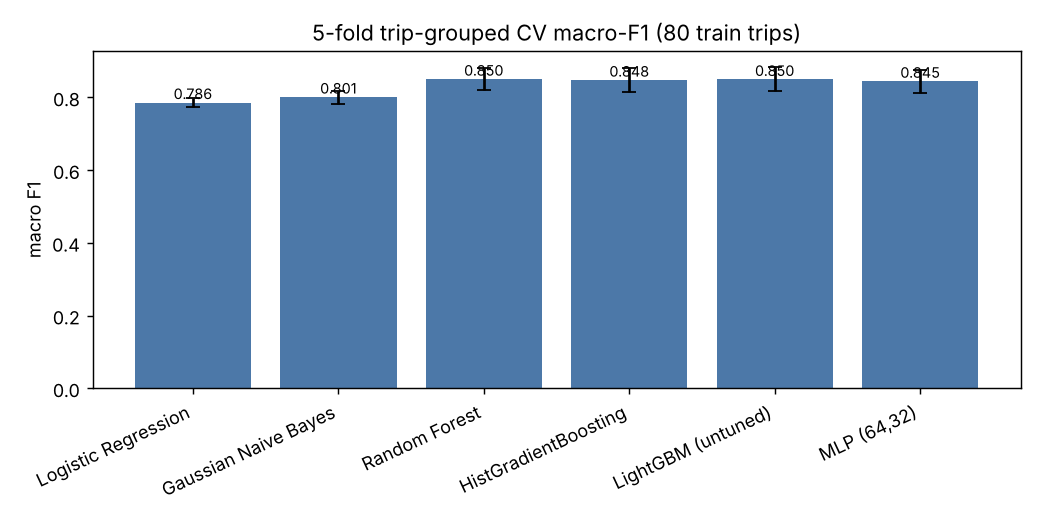 5-fold trip-grouped CV macro-F1 (80 train trips)
macro F1
0.8
0.6
0.4
0.2
0.0
0.786
0.801
0.850
0.848
0.850
0.845
Logistic Regression
Gaussian Naive Bayes
Random Forest
HistGradientBoosting
LightGBM (untuned)
MLP (64,32)